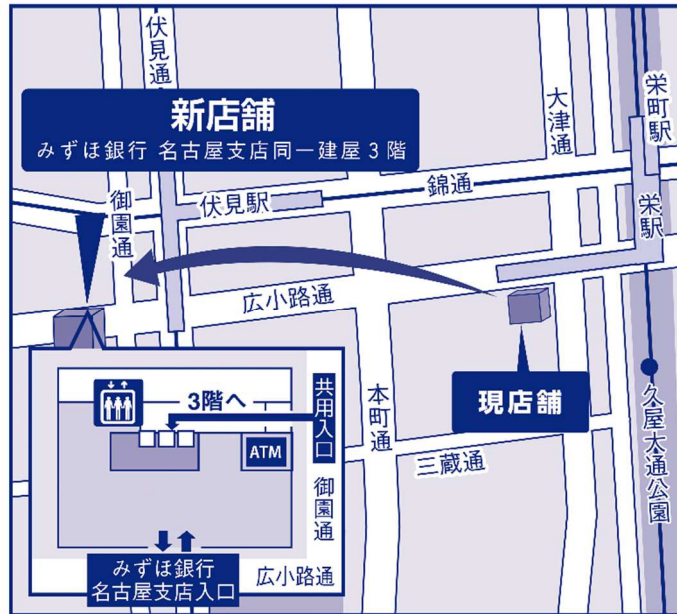 伏見通
新店舗
みずほ銀行 名古屋支店同一建屋3階
大津通
栄町駅
御園通
伏見駅
錦通
栄駅
広小路通
現店舗
本町通
三蔵通
久屋大通公園
3階へ
共用入口
ATM
御園通
みずほ銀行
名古屋支店入口
広小路通